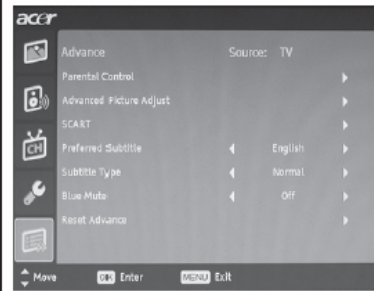 acer
Advance Source: TV
Parental Control
Advanced Picture Adjust
SCART
Preferred Subtitle English
Subtitle Type Normal
CH
Blue Mute Off
Reset Advance
Move OK Enter MENU Exit